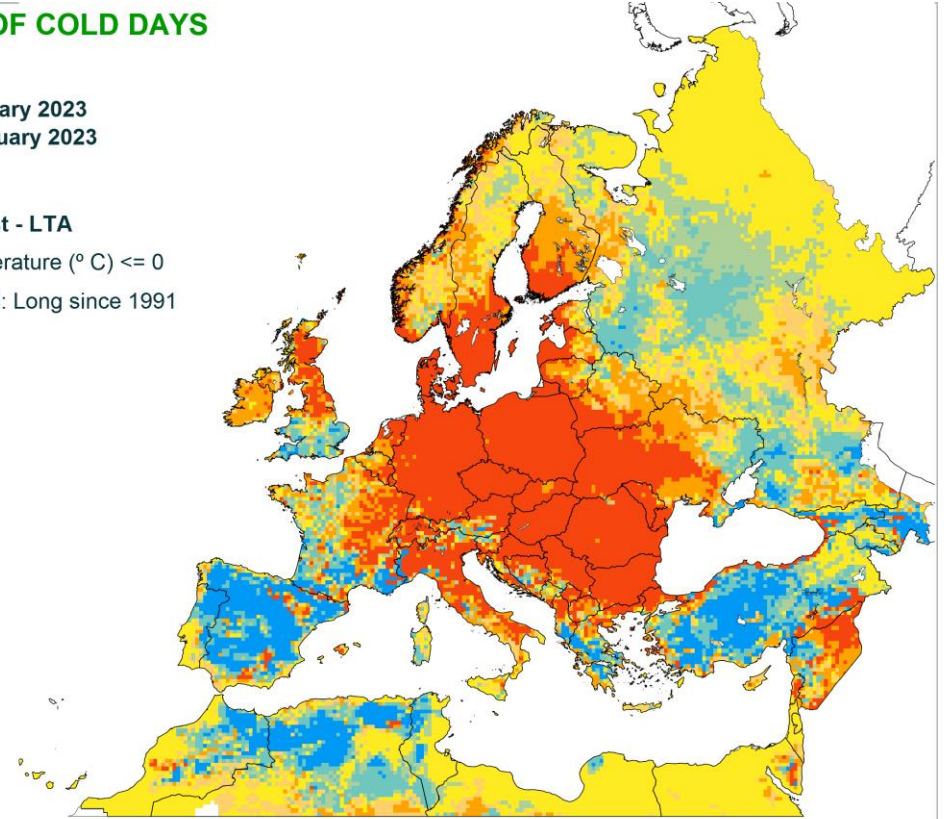 OF COLD DAYS
ary 2023
uary 2023
t - LTA
erature (º C) <= 0
: Long since 1991